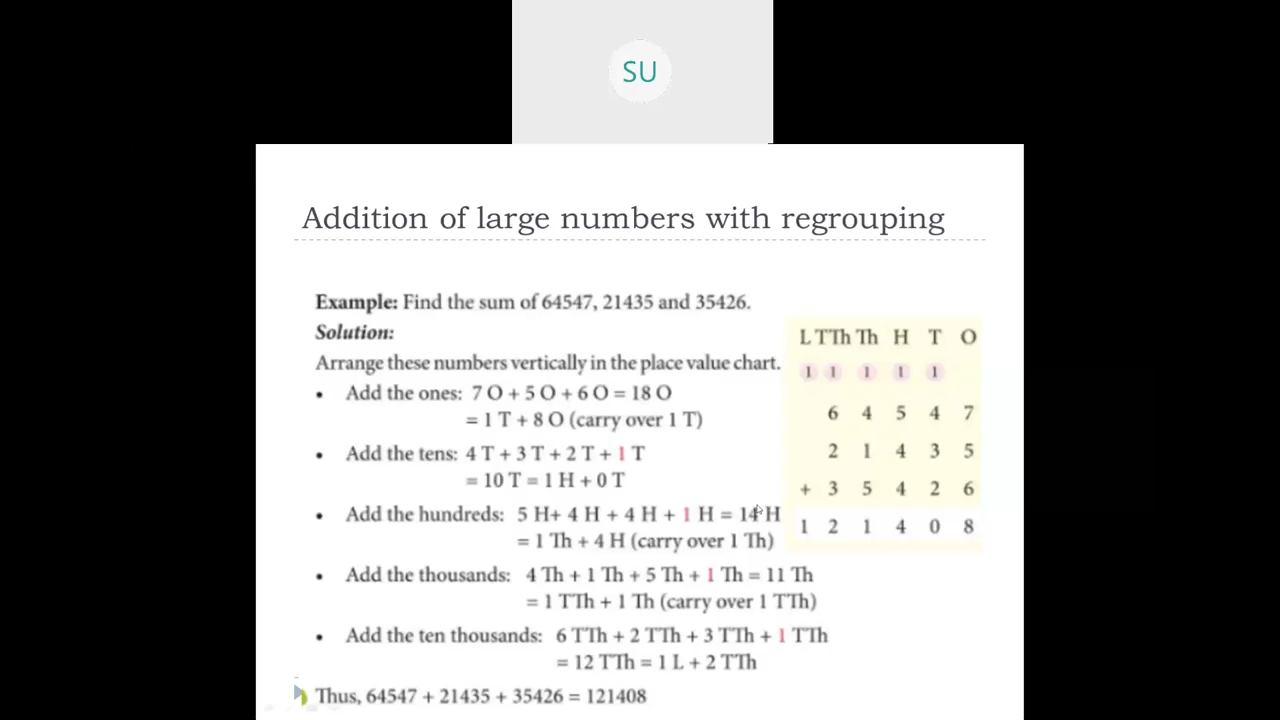 SU
Addition of large numbers with regrouping
Example: Find the sum of 64547, 21435 and 35426.
Solution:
Arrange these numbers vertically in the place value chart.
• Add the ones: 7 O + 5 O + 6 O = 18 O
= 1 T + 8 O (carry over 1 T)
• Add the tens: 4 T + 3 T + 2 T + 1 T
= 10 T = 1 H + 0 T
• Add the hundreds: 5 H+ 4 H + 4 H + 1 H = 14 H
= 1 Th + 4 H (carry over 1 Th)
• Add the thousands: 4 Th + 1 Th + 5 Th + 1 Th = 11 Th
= 1 TTh + 1 Th (carry over 1 TTh)
• Add the ten thousands: 6 TTh + 2 TTh + 3 TTh + 1 TTh
= 12 TTh = 1 L + 2 TTh
Thus, 64547 + 21435 + 35426 = 121408
L TTh Th H T O
1 1 1 1 1
6 4 5 4 7
2 1 4 3 5
+ 3 5 4 2 6
1 2 1 4 0 8